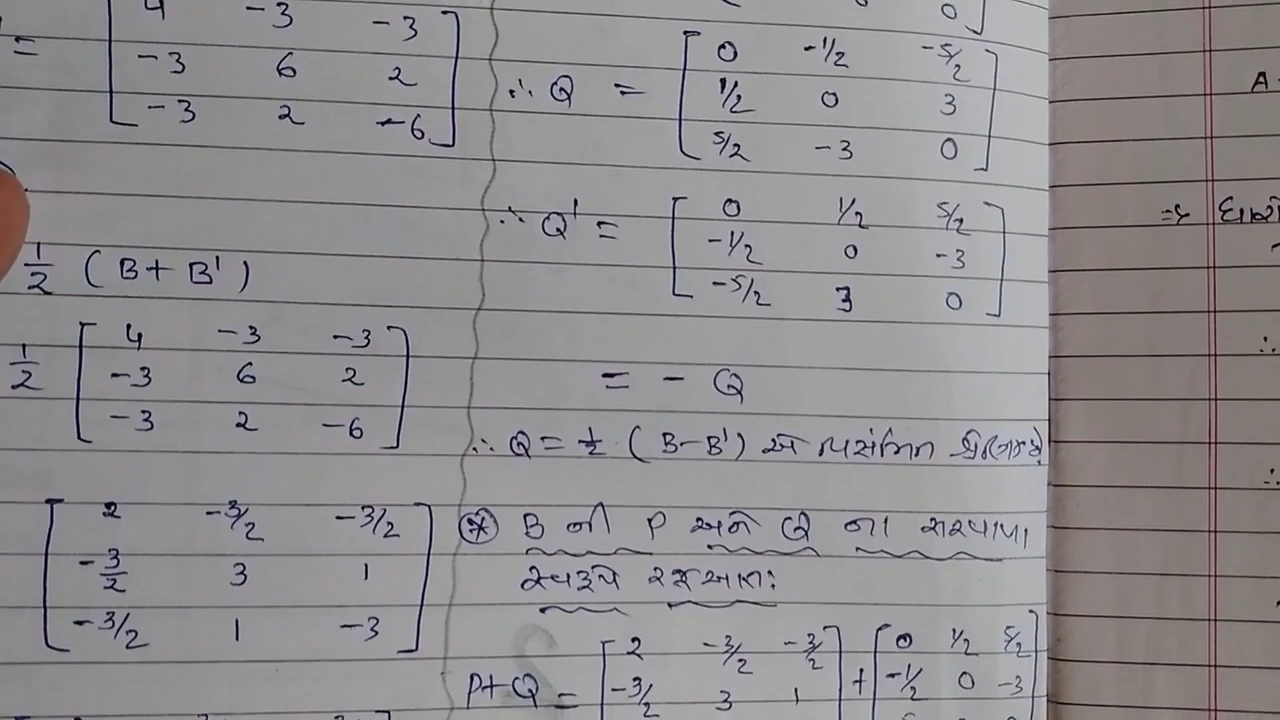 = [ 4 -3 -3
-3 6 2
-3 2 -6 ]
1/2 (B + B')
1/2 [ 4 -3 -3
-3 6 2
-3 2 -6 ]
[ 2 -3/2 -3/2
-3/2 3 1
-3/2 1 -3 ]
0 ]
∴ Q = [ 0 -1/2 -5/2
1/2 0 3
5/2 -3 0 ]
∴ Q' = [ 0 1/2 5/2
-1/2 0 -3
-5/2 3 0 ]
= - Q
∴ Q = 1/2 (B - B') એ
* B ની P અને Q ના સરવાળા
સ્વરૂપે રજૂઆત:
P+Q = [ 2 -3/2 -3/2 ] + [ 0 1/2 5/2
-3/2 3 1 -1/2 0 -3
A
∴
∴